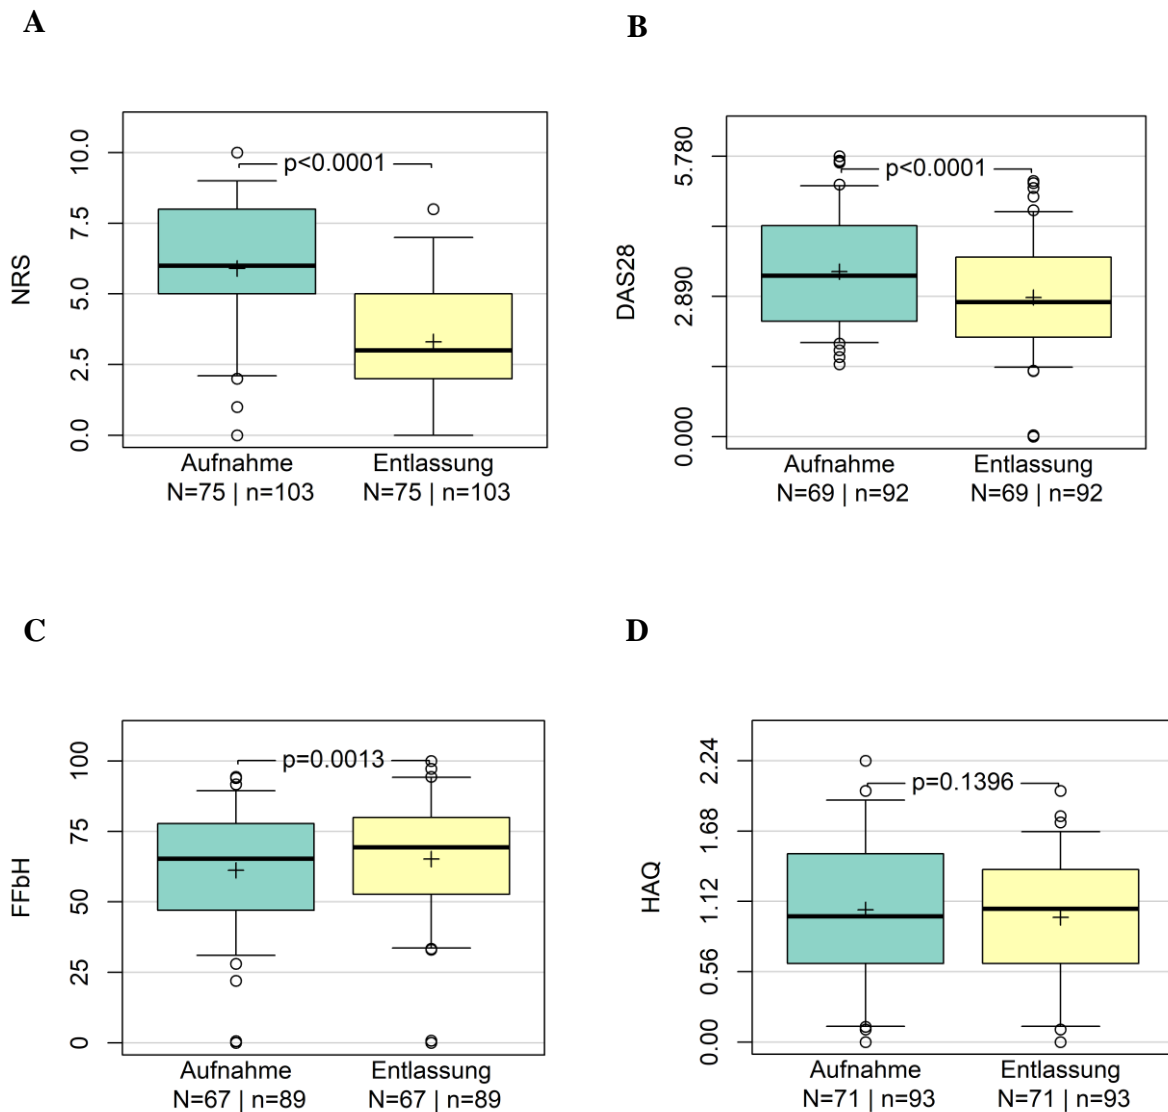 A
NRS
10.0
7.5
5.0
2.5
0.0
p<0.0001
Aufnahme Entlassung
N=75 | n=103 N=75 | n=103
B
DAS28
5.780
2.890
0.000
p<0.0001
Aufnahme Entlassung
N=69 | n=92 N=69 | n=92
C
FFbH
100
75
50
25
0
p=0.0013
Aufnahme Entlassung
N=67 | n=89 N=67 | n=89
D
HAQ
2.24
1.68
1.12
0.56
0.00
p=0.1396
Aufnahme Entlassung
N=71 | n=93 N=71 | n=93